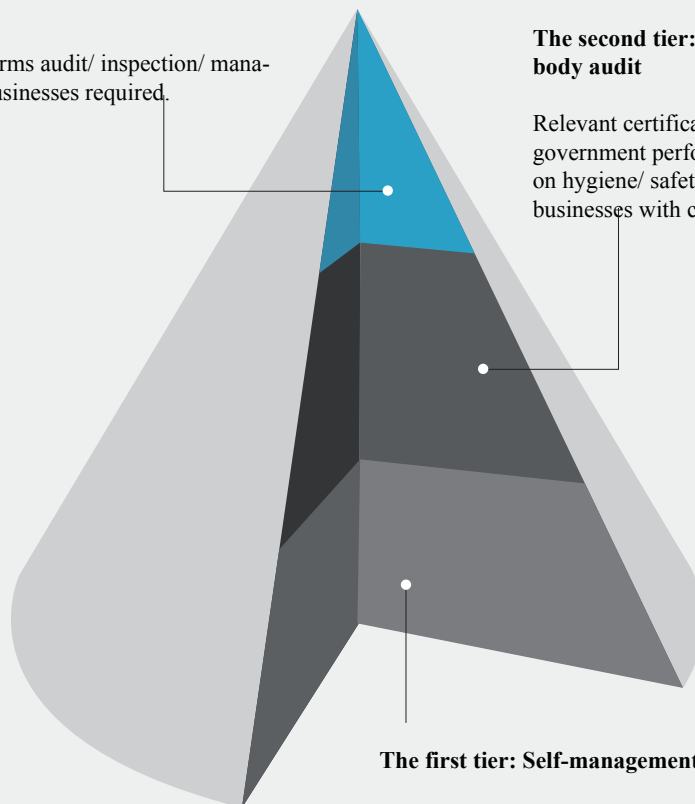 rms audit/ inspection/ mana-
usinesses required.
The second tier:
body audit
Relevant certifica
government perfo
on hygiene/ safet
businesses with c
The first tier: Self-management